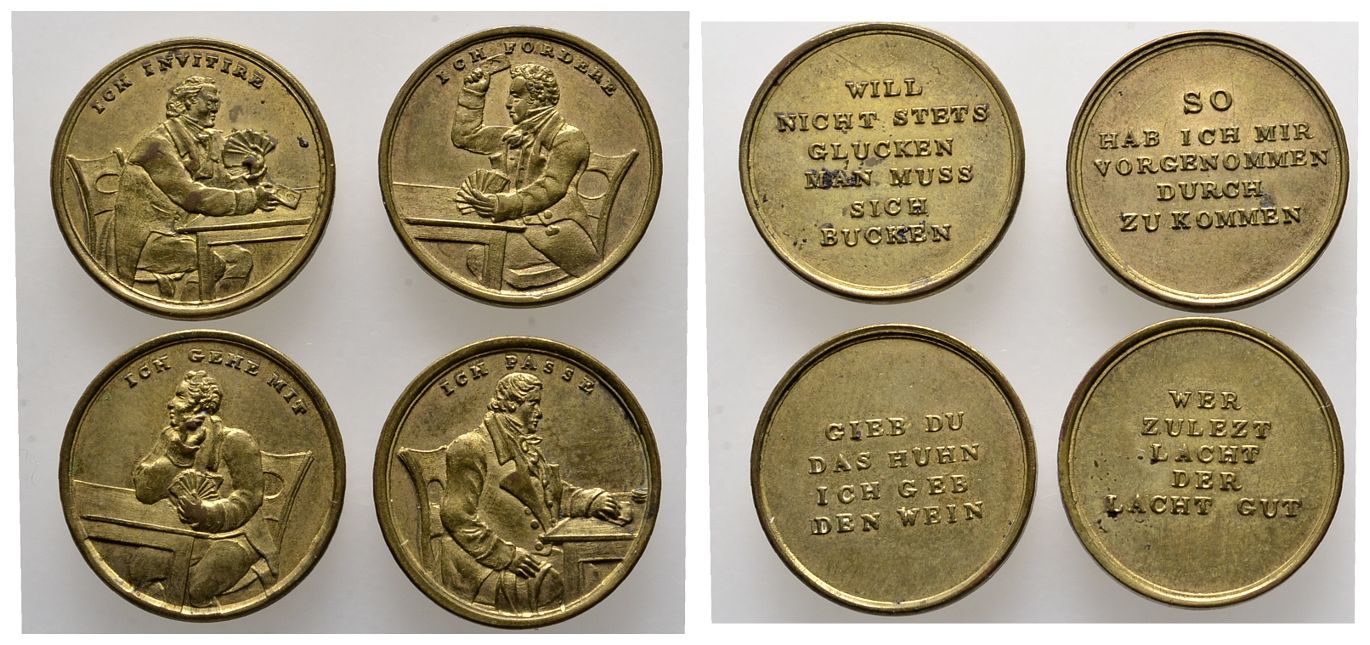 ICH INVITIRE
ICH FORDERE
ICH GEHE MIT
ICH PASSE
WILL
NICHT STETS
GLUCKEN
MAN MUSS
SICH
BUCKEN
SO
HAB ICH MIR
VORGENOMMEN
DURCH
ZU KOMMEN
GIEB DU
DAS HUHN
ICH GEB
DEN WEIN
WER
ZULEZT
LACHT
DER
LACHT GUT